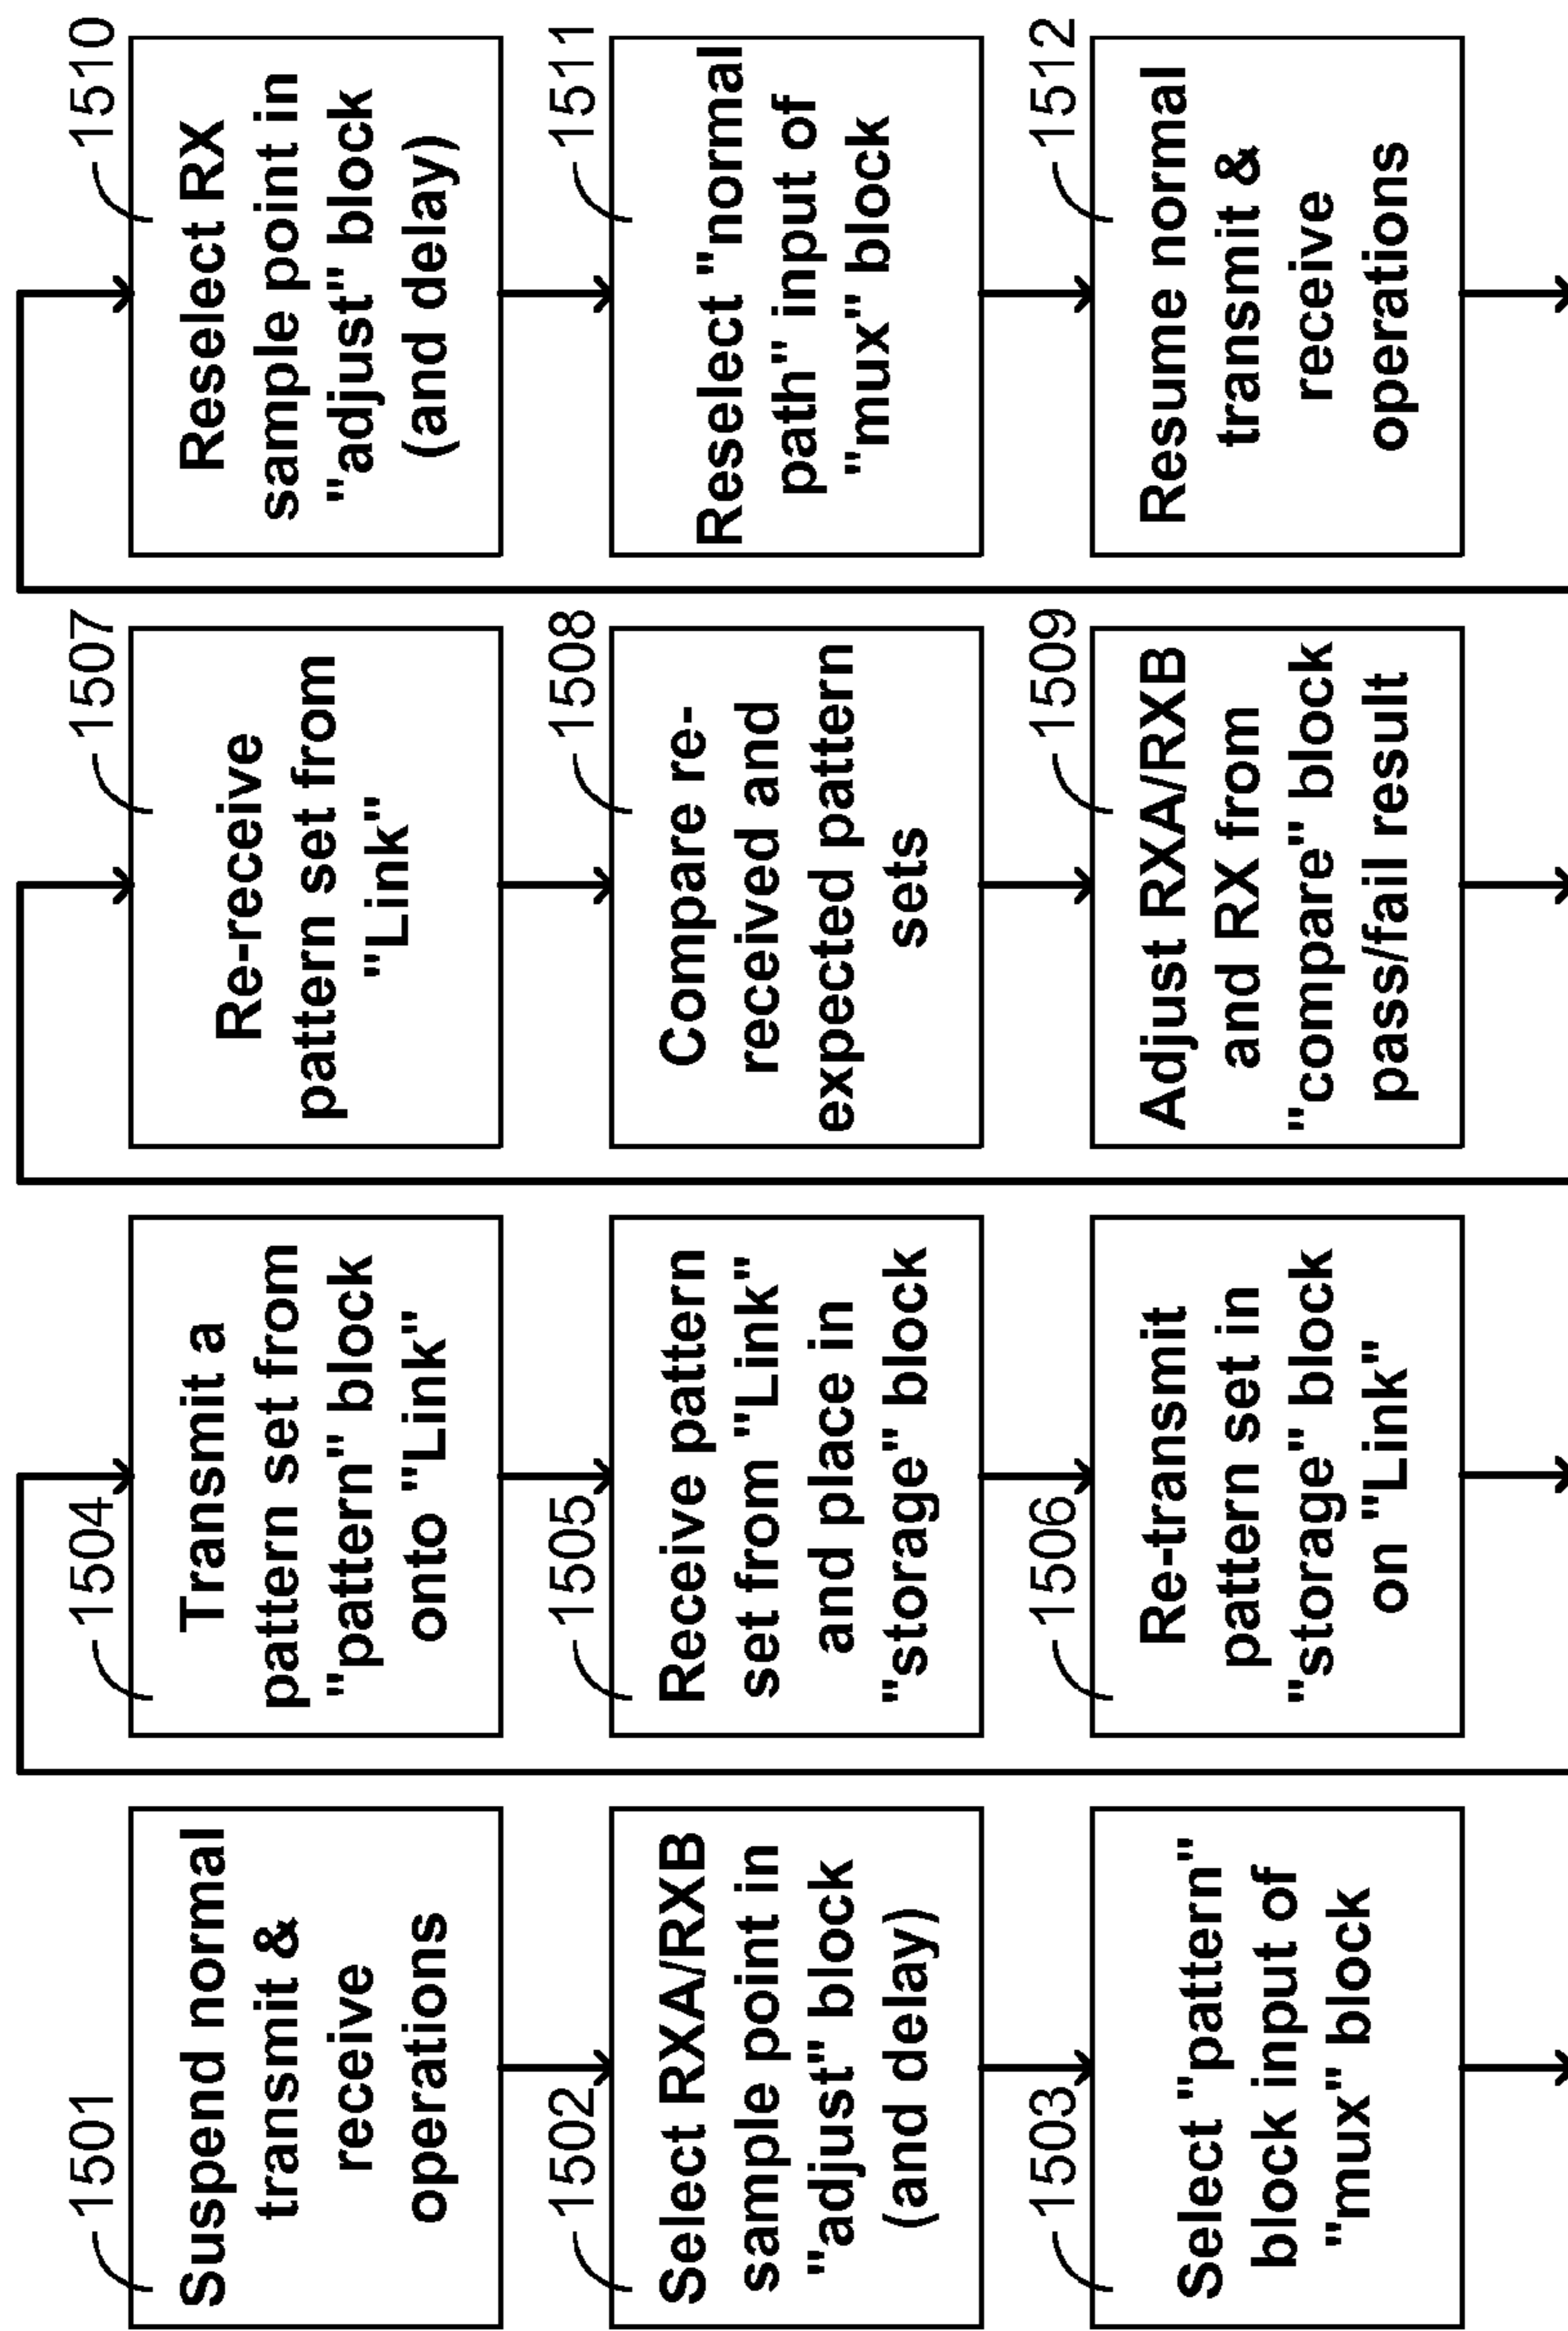 1501
Suspend normal
transmit &
receive
operations
1502
Select RXA/RXB
sample point in
"adjust" block
(and delay)
1503
Select "pattern"
block input of
"mux" block
1504
Transmit a
pattern set from
"pattern" block
onto "Link"
1505
Receive pattern
set from "Link"
and place in
"storage" block
1506
Re-transmit
pattern set in
"storage" block
on "Link"
1507
Re-receive
pattern set from
"Link"
1508
Compare re-
received and
expected pattern
sets
1509
Adjust RXA/RXB
and RX from
"compare" block
pass/fail result
1510
Reselect RX
sample point in
"adjust" block
(and delay)
1511
Reselect "normal
path" input of
"mux" block
1512
Resume normal
transmit &
receive
operations